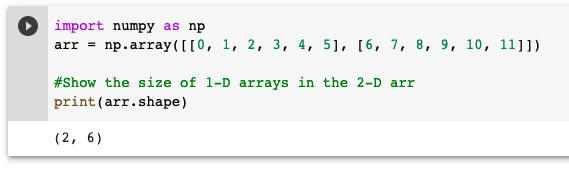 import numpy as np
arr = np.array([[0, 1, 2, 3, 4, 5], [6, 7, 8, 9, 10, 11]])
#Show the size of 1-D arrays in the 2-D arr
print(arr.shape)
(2, 6)